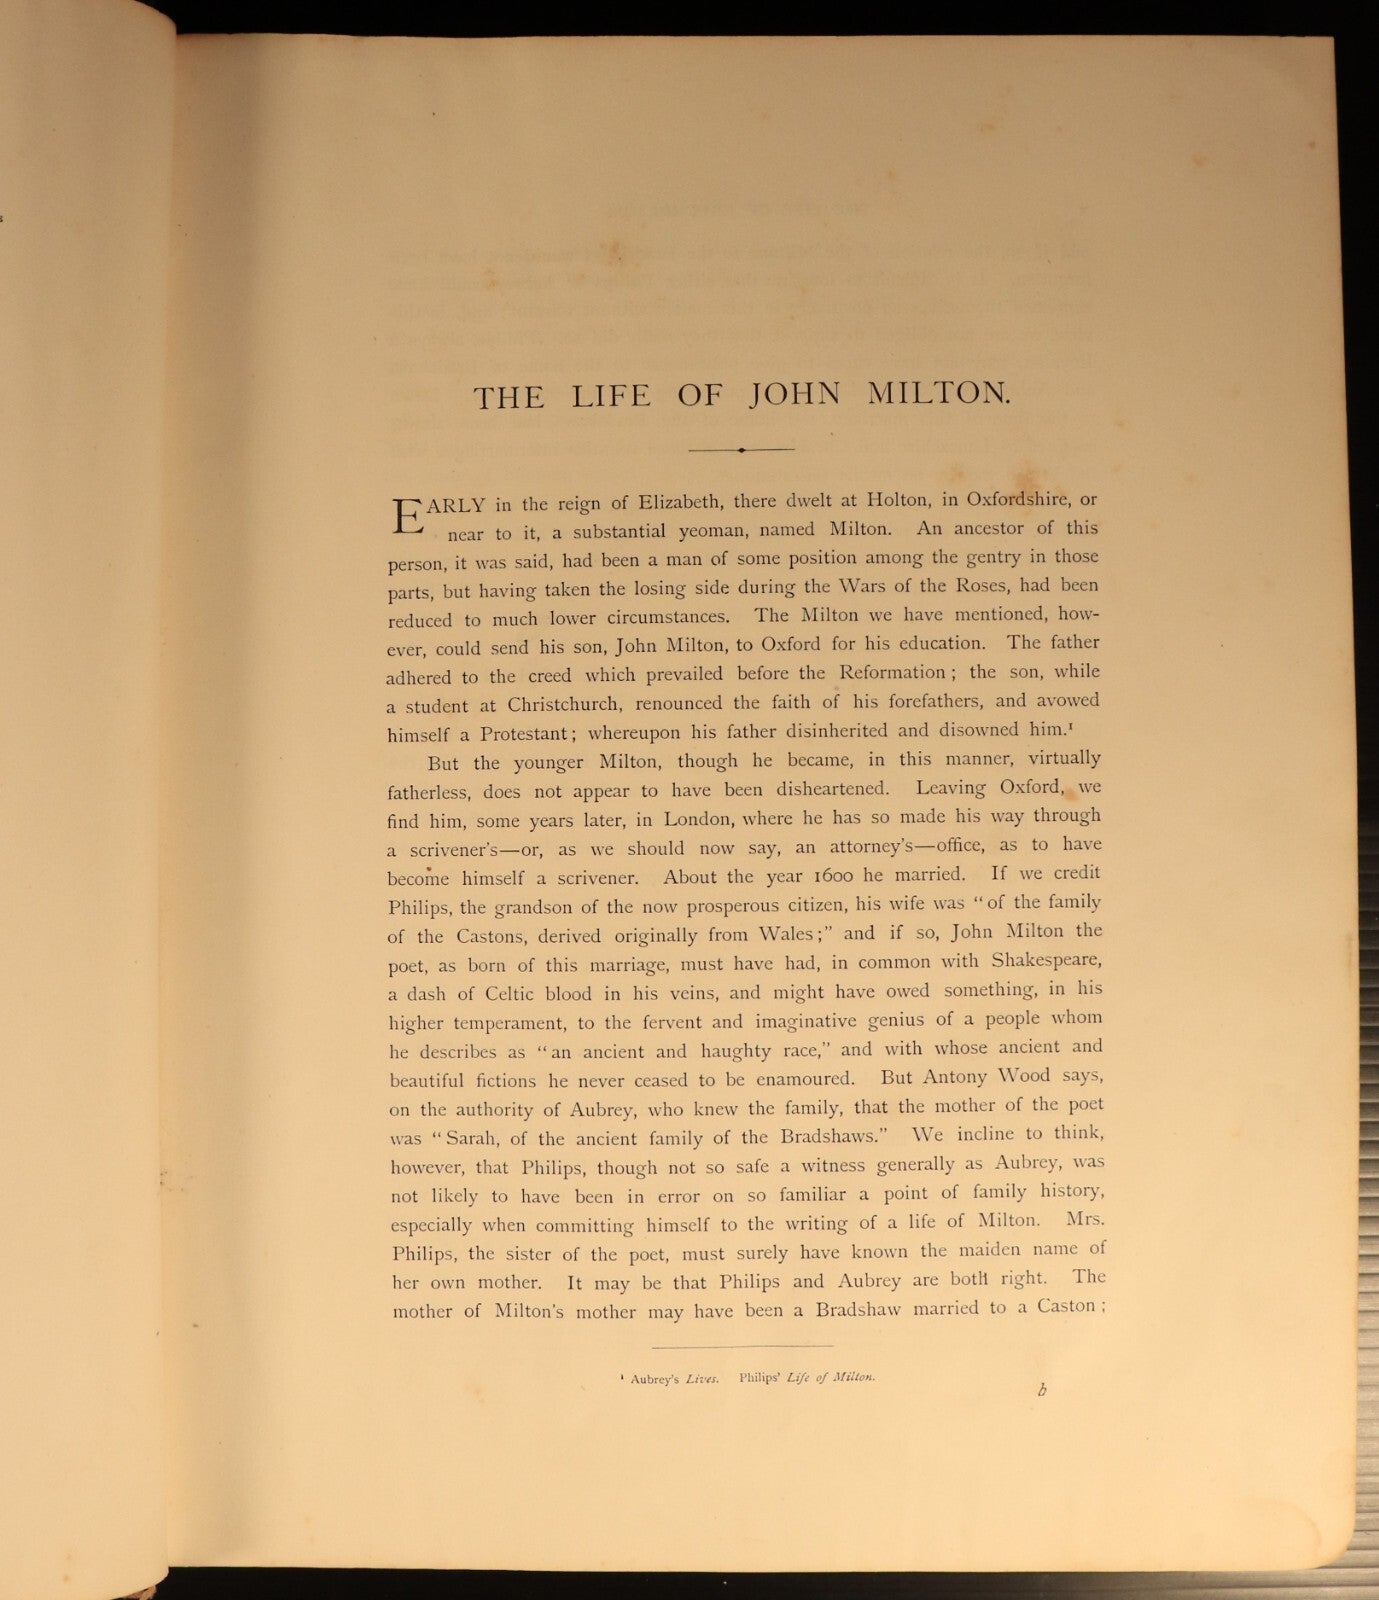 THE LIFE OF JOHN MILTON.
EARLY in the reign of Elizabeth, there dwelt at Holton, in Oxfordshire, or
near to it, a substantial yeoman, named Milton. An ancestor of this
person, it was said, had been a man of some position among the gentry in those
parts, but having taken the losing side during the Wars of the Roses, had been
reduced to much lower circumstances. The Milton we have mentioned, how-
ever, could send his son, John Milton, to Oxford for his education. The father
adhered to the creed which prevailed before the Reformation; the son, while
a student at Christchurch, renounced the faith of his forefathers, and avowed
himself a Protestant; whereupon his father disinherited and disowned him.¹
But the younger Milton, though he became, in this manner, virtually
fatherless, does not appear to have been disheartened. Leaving Oxford, we
find him, some years later, in London, where he has so made his way through
a scrivener's—or, as we should now say, an attorney's—office, as to have
become himself a scrivener. About the year 1600 he married. If we credit
Philips, the grandson of the now prosperous citizen, his wife was "of the family
of the Castons, derived originally from Wales;" and if so, John Milton the
poet, as born of this marriage, must have had, in common with Shakespeare,
a dash of Celtic blood in his veins, and might have owed something, in his
higher temperament, to the fervent and imaginative genius of a people whom
he describes as "an ancient and haughty race," and with whose ancient and
beautiful fictions he never ceased to be enamoured. But Antony Wood says,
on the authority of Aubrey, who knew the family, that the mother of the poet
was "Sarah, of the ancient family of the Bradshaws." We incline to think,
however, that Philips, though not so safe a witness generally as Aubrey, was
not likely to have been in error on so familiar a point of family history,
especially when committing himself to the writing of a life of Milton. Mrs.
Philips, the sister of the poet, must surely have known the maiden name of
her own mother. It may be that Philips and Aubrey are both right. The
mother of Milton's mother may have been a Bradshaw married to a Caston;
¹ Aubrey's Lives. Philips' Life of Milton.
b